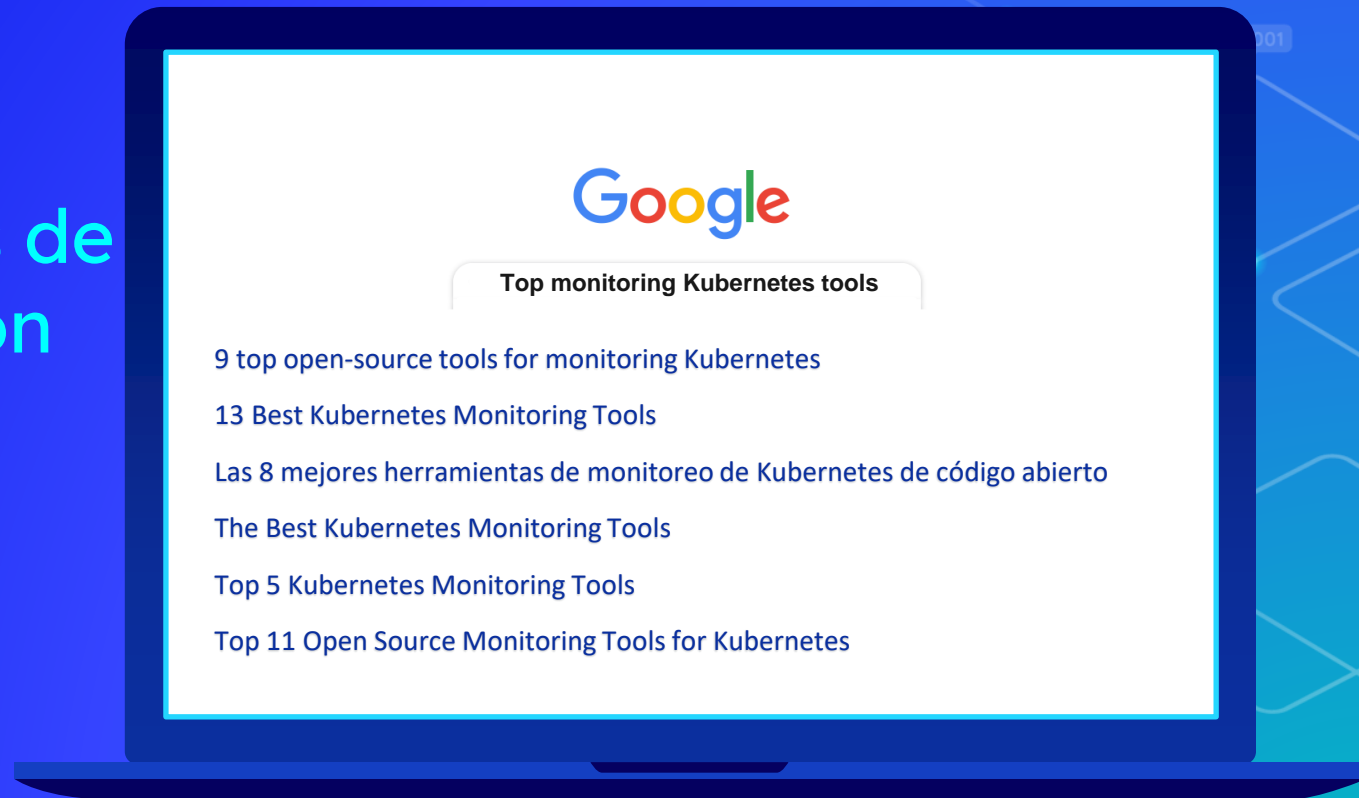 de
Google
Top monitoring Kubernetes tools
9 top open-source tools for monitoring Kubernetes
13 Best Kubernetes Monitoring Tools
Las 8 mejores herramientas de monitoreo de Kubernetes de código abierto
The Best Kubernetes Monitoring Tools
Top 5 Kubernetes Monitoring Tools
Top 11 Open Source Monitoring Tools for Kubernetes